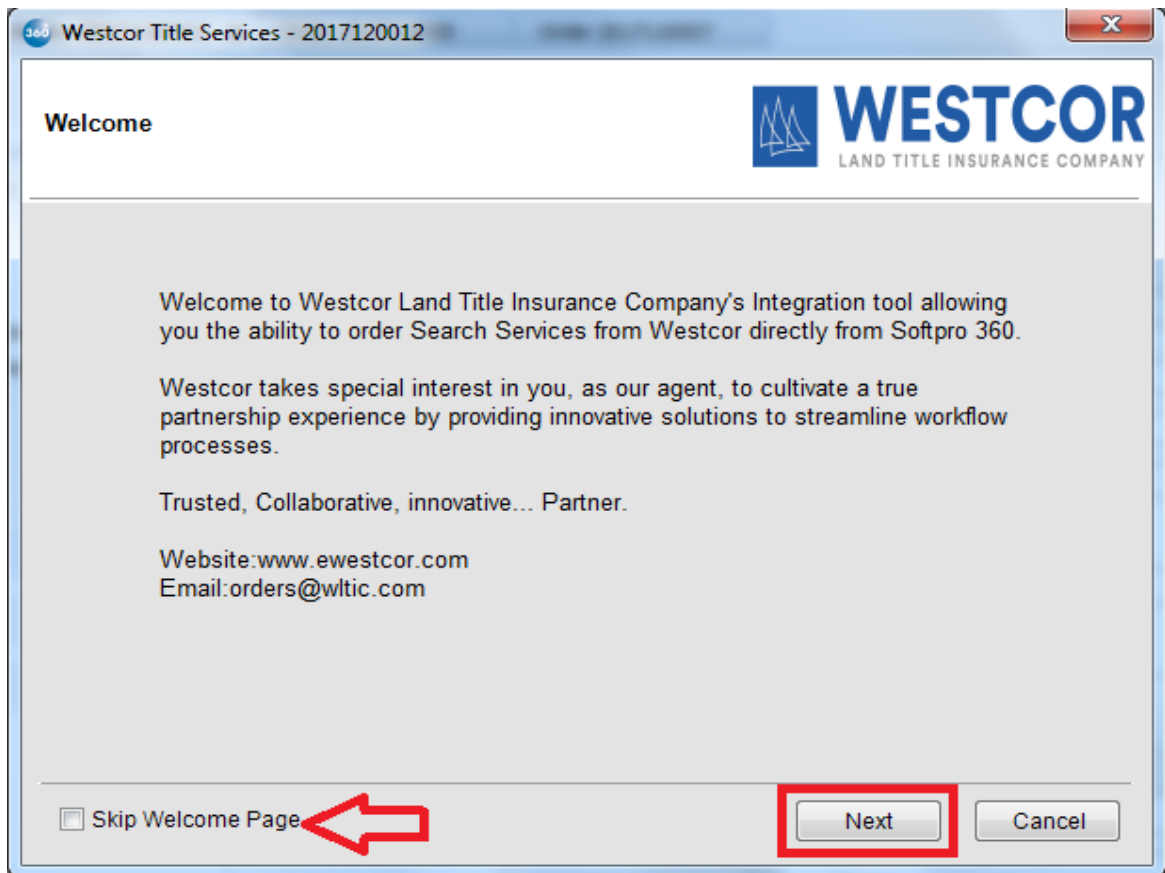 360 Westcor Title Services - 2017120012
Welcome
WESTCOR
LAND TITLE INSURANCE COMPANY
Welcome to Westcor Land Title Insurance Company's Integration tool allowing
you the ability to order Search Services from Westcor directly from Softpro 360.
Westcor takes special interest in you, as our agent, to cultivate a true
partnership experience by providing innovative solutions to streamline workflow
processes.
Trusted, Collaborative, innovative... Partner.
Website:www.ewestcor.com
Email:orders@wltic.com
Skip Welcome Page
Next
Cancel